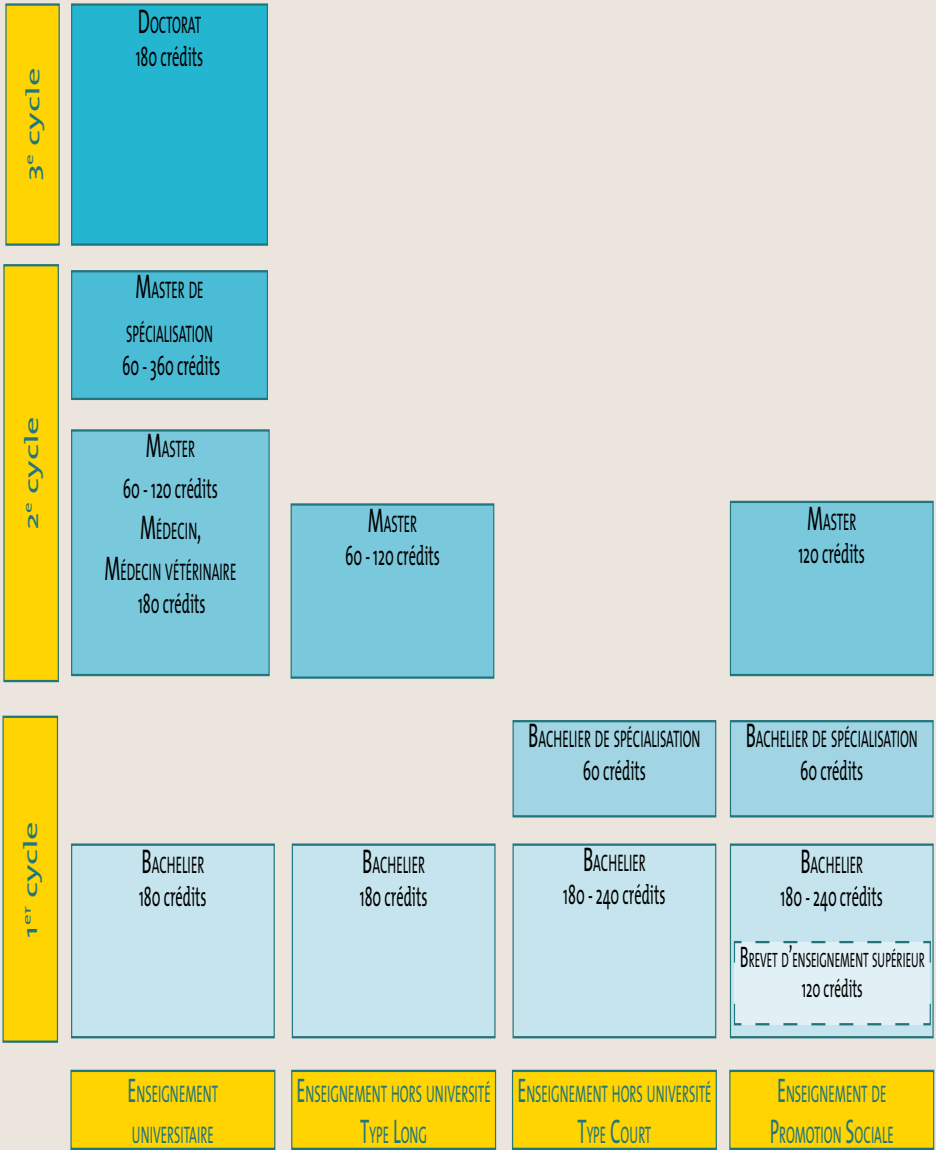 3e cycle
DOCTORAT
180 crédits
2e cycle
MASTER DE
SPÉCIALISATION
60 - 360 crédits
MASTER
60 - 120 crédits
MÉDECIN,
MÉDECIN VÉTÉRINAIRE
180 crédits
MASTER
60 - 120 crédits
MASTER
120 crédits
1er cycle
BACHELIER DE SPÉCIALISATION
60 crédits
BACHELIER DE SPÉCIALISATION
60 crédits
BACHELIER
180 crédits
BACHELIER
180 crédits
BACHELIER
180 - 240 crédits
BACHELIER
180 - 240 crédits
BREVET D'ENSEIGNEMENT SUPÉRIEUR
120 crédits
ENSEIGNEMENT
UNIVERSITAIRE
ENSEIGNEMENT HORS UNIVERSITÉ
TYPE LONG
ENSEIGNEMENT HORS UNIVERSITÉ
TYPE COURT
ENSEIGNEMENT DE
PROMOTION SOCIALE